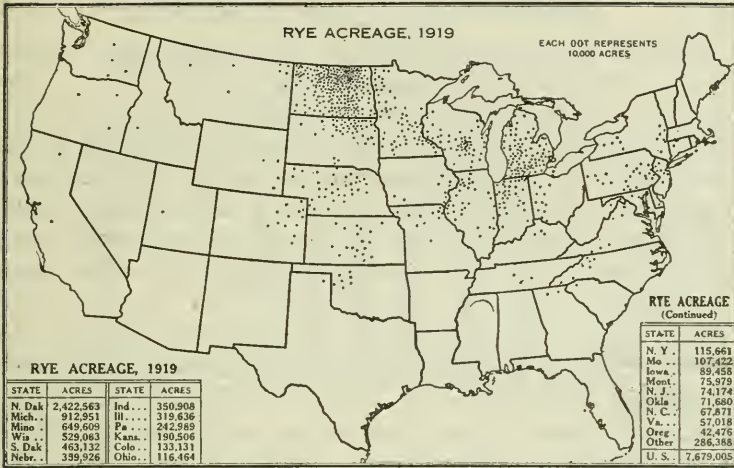 RYE ACREAGE, 1919
EACH DOT REPRESENTS
10,000 ACRES
RYE ACREAGE, 1919
STATE ACRES STATE ACRES
N. Dak 2,422,563 Ind... 350,908
Mich.. 912,951 Ill.... 319,636
Minn.. 649,609 Pa.... 242,989
Wis... 529,063 Kans.. 190,506
S. Dak 463,132 Colo.. 133,131
Nebr.. 359,926 Ohio.. 116,464
RYE ACREAGE
(Continued)
STATE ACRES
N. Y.. 115,661
Mo... 107,422
Iowa.. 89,458
Mont. 75,979
N. J.. 74,174
Okla. 71,680
N. C.. 67,871
Va... 57,018
Oreg. 42,476
Other 286,388
U. S.. 7,679,005